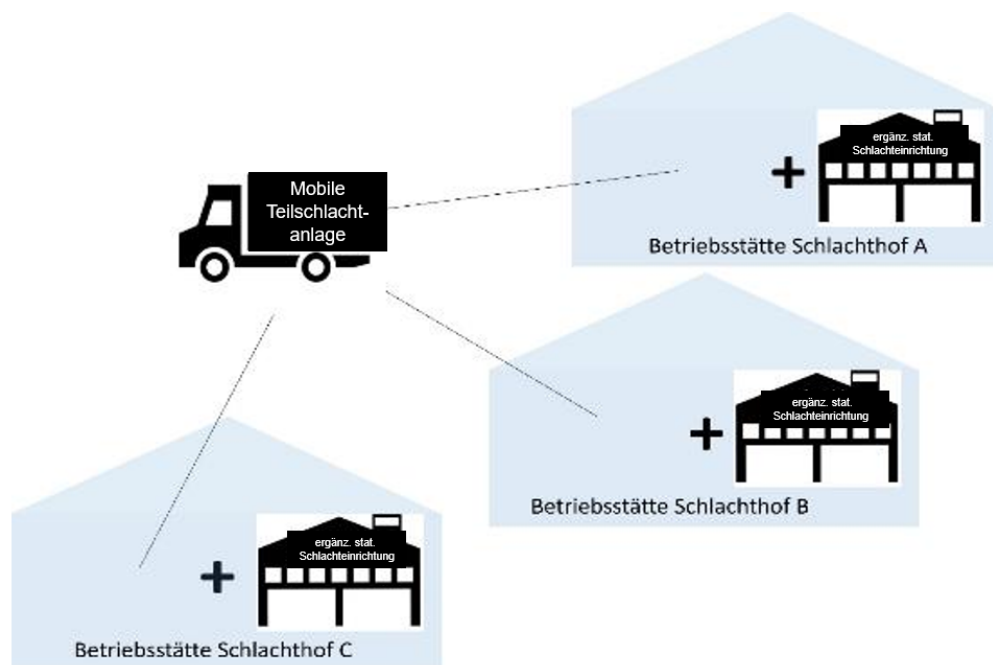 Mobile
Teilschlacht-
anlage
ergänz. stat.
Schlachteinrichtung
Betriebsstätte Schlachthof A
ergänz. stat.
Schlachteinrichtung
Betriebsstätte Schlachthof B
ergänz. stat.
Schlachteinrichtung
Betriebsstätte Schlachthof C